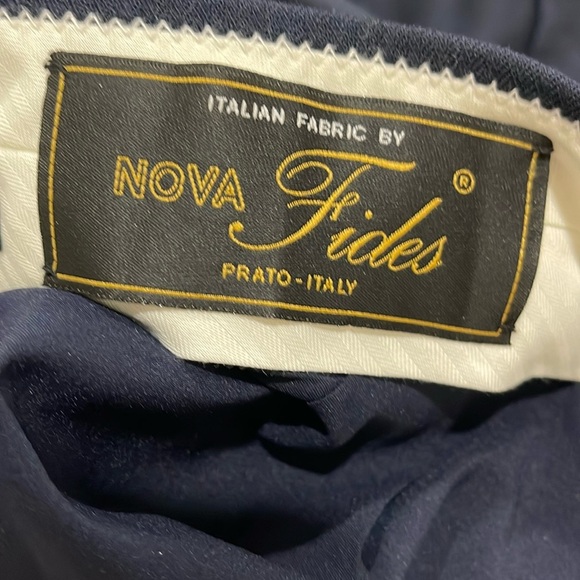 ITALIAN FABRIC BY
NOVA Fides ®
PRATO-ITALY